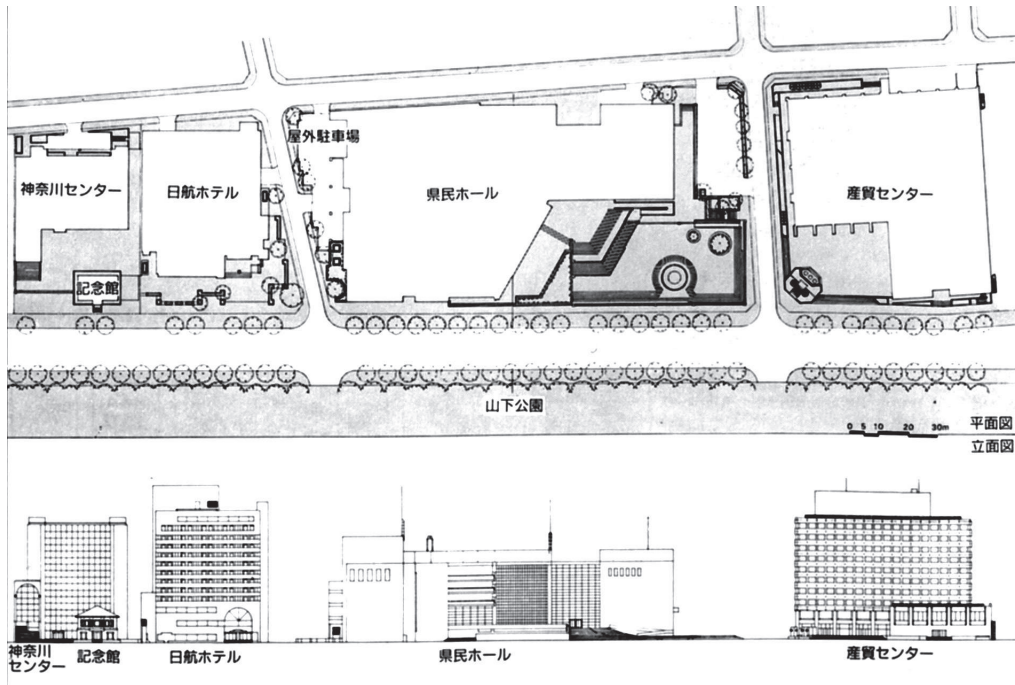 屋外駐車場
神奈川センター
日航ホテル
県民ホール
産貿センター
記念館
山下公園
0 5 10 20 30m
平面図
立面図
神奈川
センター
記念館
日航ホテル
県民ホール
産貿センター